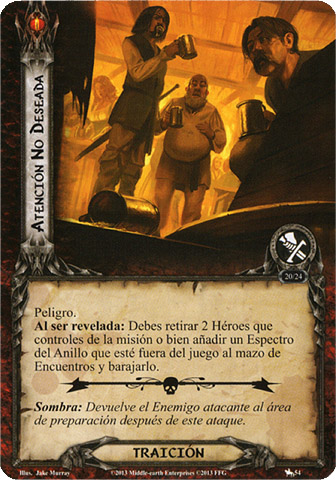 ATENCIÓN NO DESEADA
20/24
Peligro.
Al ser revelada: Debes retirar 2 Héroes que
controles de la misión o bien añadir un Espectro
del Anillo que esté fuera del juego al mazo de
Encuentros y barajarlo.
Sombra: Devuelve el Enemigo atacante al área
de preparación después de este ataque.
TRAICIÓN
Illus. Jake Murray
©2013 Middle-earth Enterprises ©2013 FFG
54